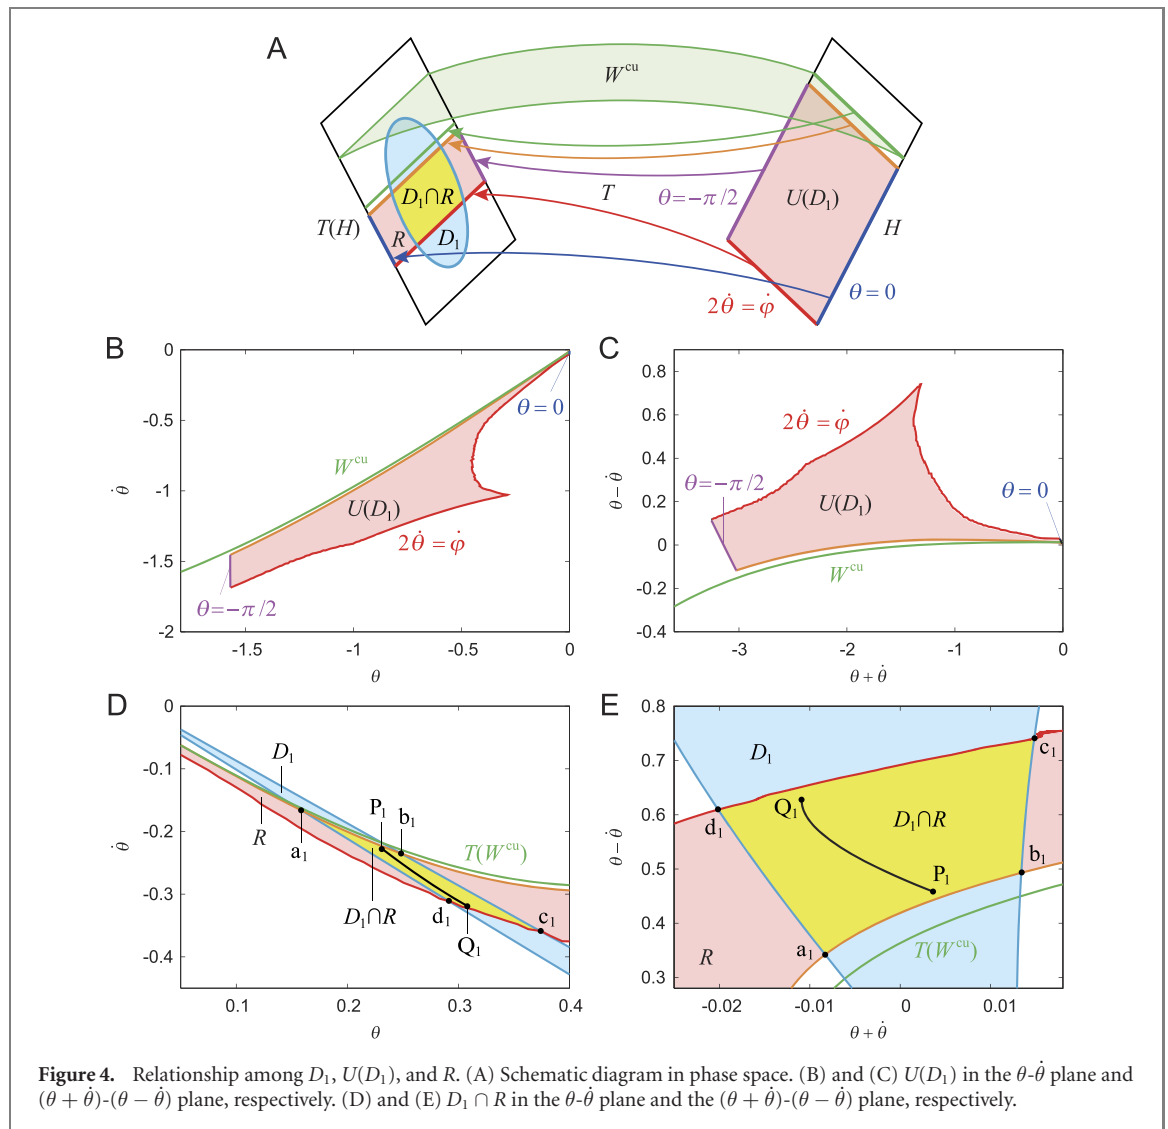 A
W^cu
D₁∩R
T(H)
R
D₁
T
θ=−π/2
U(D₁)
H
θ=0
2θ̇ = φ̇
B
0
-0.5
-1
-1.5
-2
θ̇
W^cu
U(D₁)
θ=0
2θ̇ = φ̇
θ=−π/2
-1.5
-1
-0.5
0
θ
C
0.8
0.6
0.4
0.2
0
-0.2
-0.4
θ − θ̇
2θ̇ = φ̇
θ=−π/2
U(D₁)
θ=0
W^cu
-3
-2
-1
0
θ + θ̇
D
0
-0.1
-0.2
-0.3
-0.4
θ̇
D₁
P₁
b₁
R
a₁
T(W^cu)
D₁∩R
d₁
Q₁
c₁
0.1
0.2
0.3
0.4
θ
E
0.8
0.7
0.6
0.5
0.4
0.3
θ − θ̇
D₁
c₁
Q₁
D₁∩R
d₁
P₁
b₁
a₁
T(W^cu)
R
-0.02
-0.01
0
0.01
θ + θ̇
Figure 4. Relationship among D₁, U(D₁), and R. (A) Schematic diagram in phase space. (B) and (C) U(D₁) in the θ-θ̇ plane and
(θ + θ̇)-(θ − θ̇) plane, respectively. (D) and (E) D₁ ∩ R in the θ-θ̇ plane and the (θ + θ̇)-(θ − θ̇) plane, respectively.